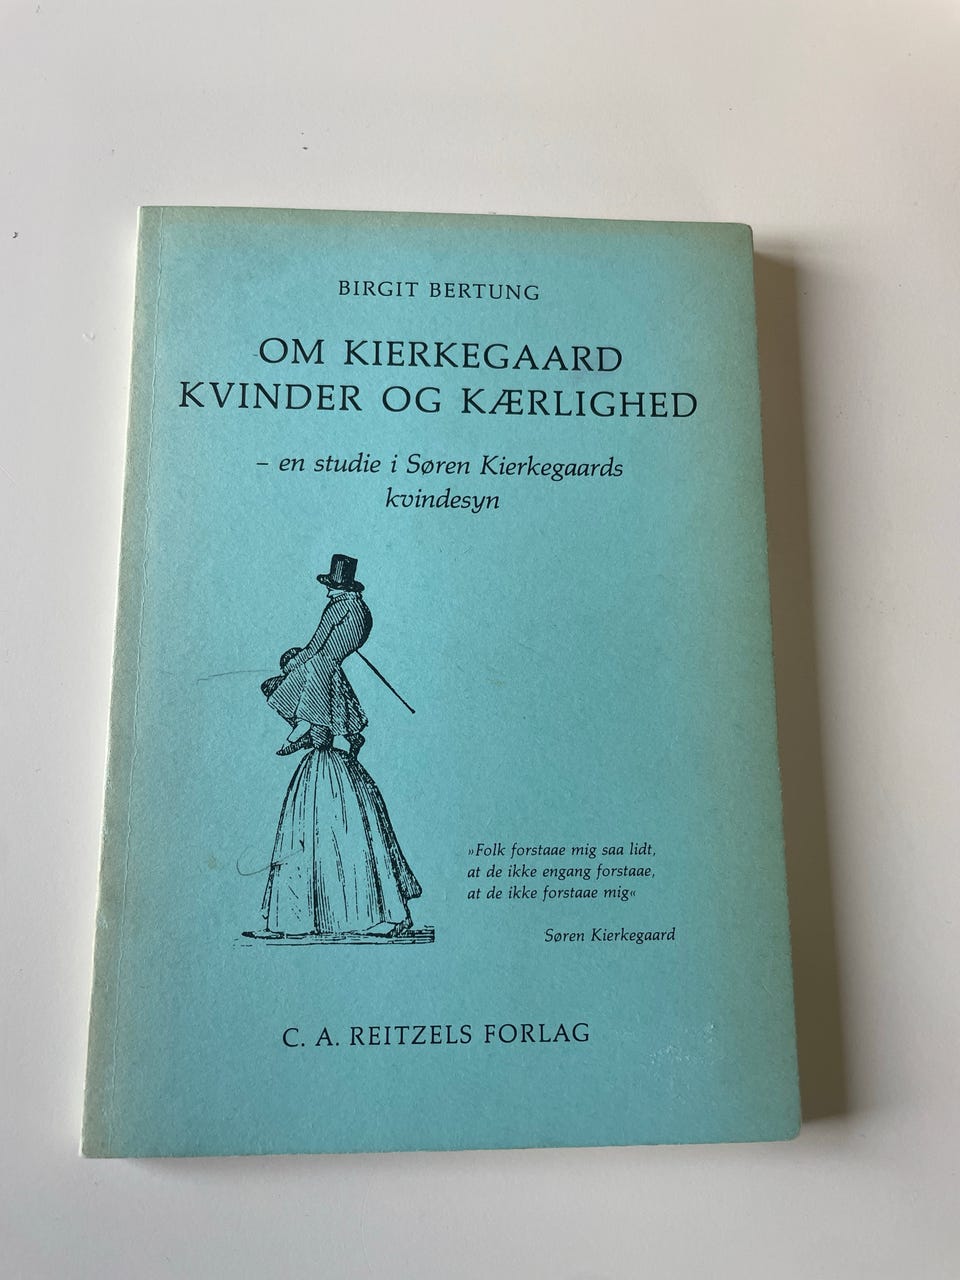 BIRGIT BERTUNG
OM KIERKEGAARD
KVINDER OG KÆRLIGHED
– en studie i Søren Kierkegaards
kvindesyn
»Folk forstaae mig saa lidt,
at de ikke engang forstaae,
at de ikke forstaae mig«
Søren Kierkegaard
C. A. REITZELS FORLAG